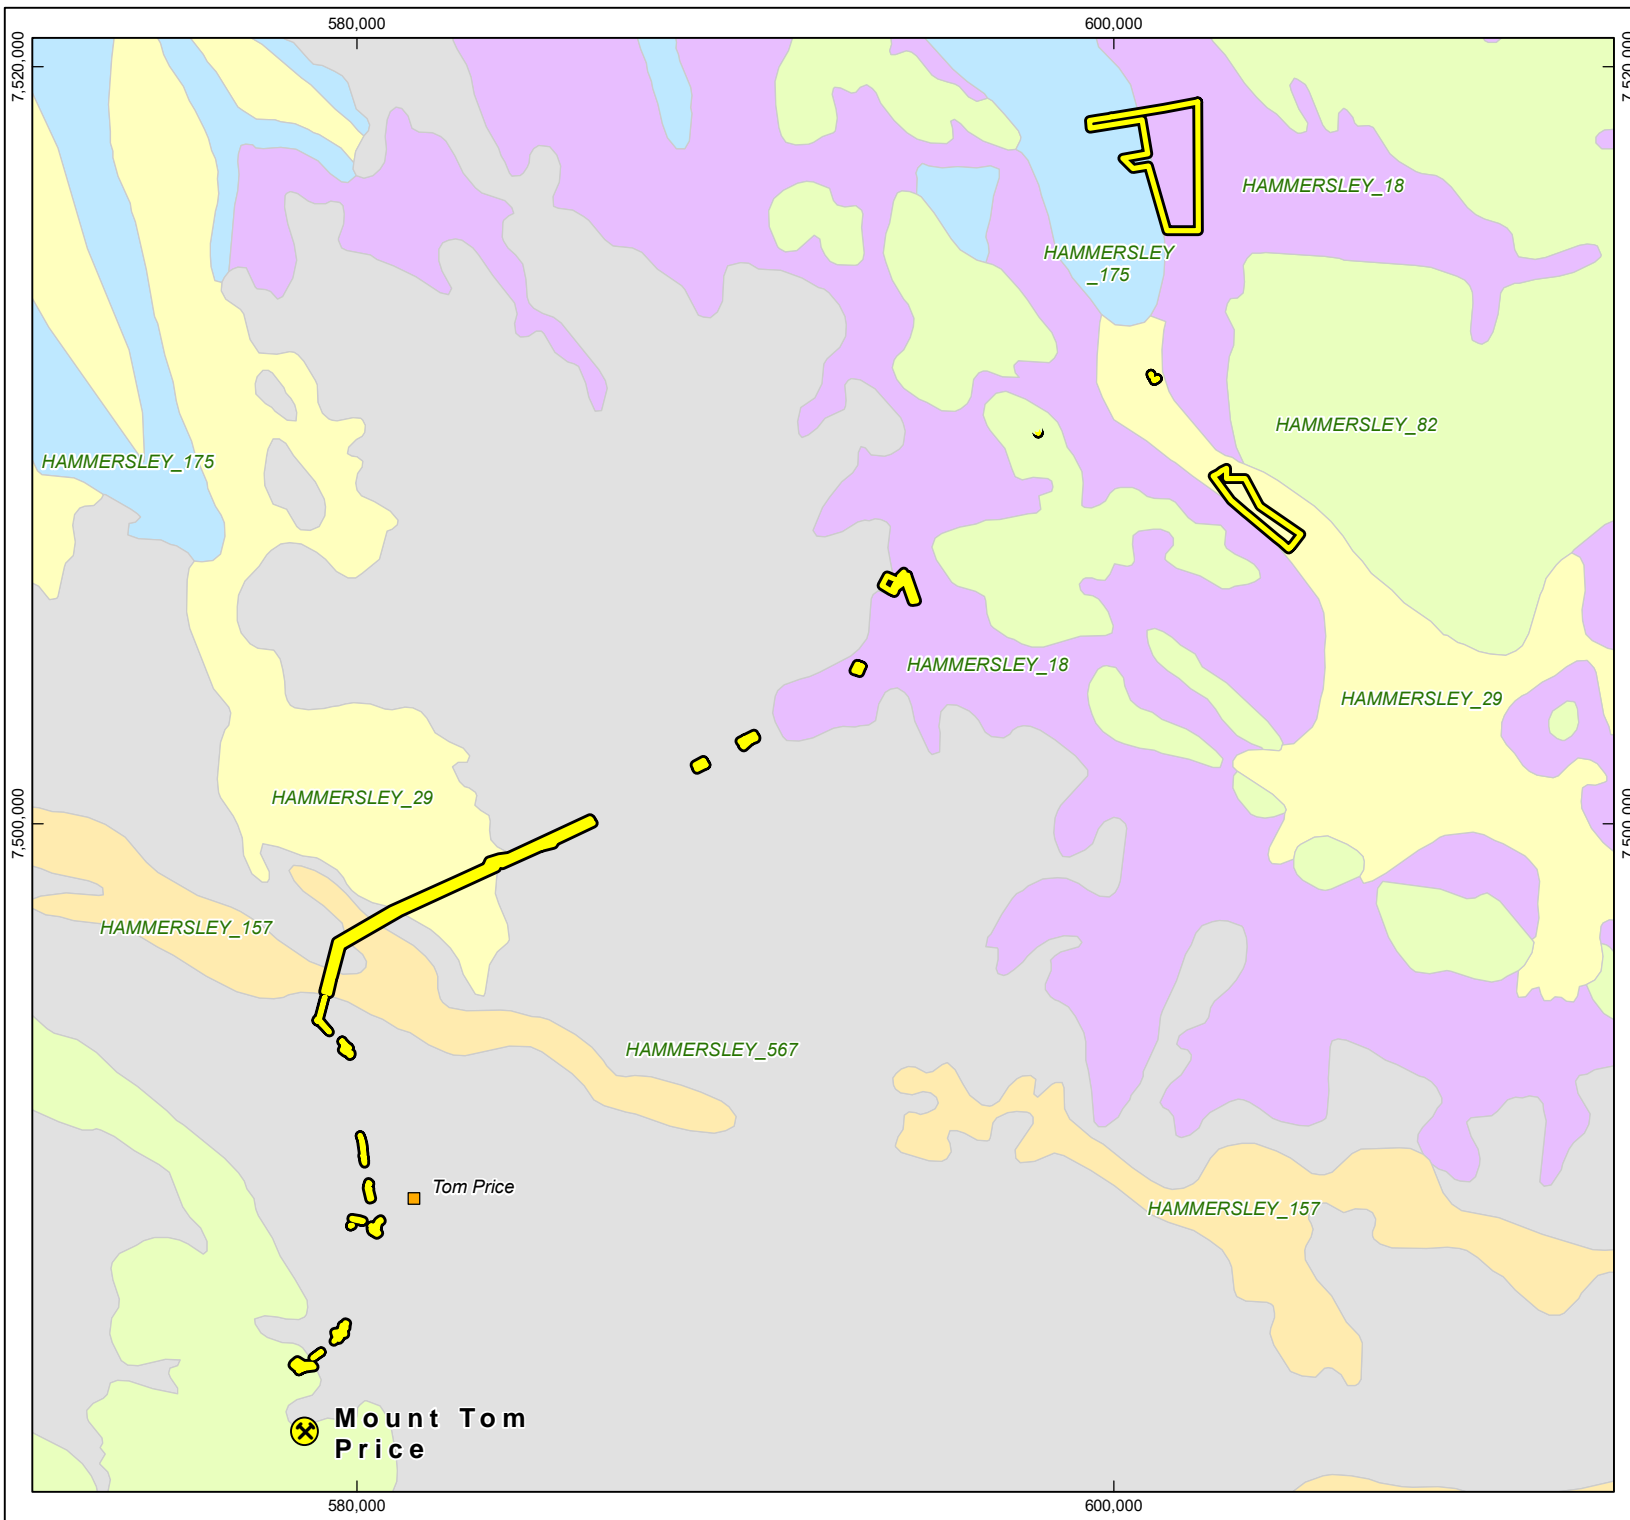 580,000
600,000
7,520,000
7,520,000
HAMMERSLEY_18
HAMMERSLEY
_175
HAMMERSLEY_82
HAMMERSLEY_175
HAMMERSLEY_18
HAMMERSLEY_29
HAMMERSLEY_29
7,500,000
7,500,000
HAMMERSLEY_157
HAMMERSLEY_567
Tom Price
HAMMERSLEY_157
Mount Tom
Price
580,000
600,000